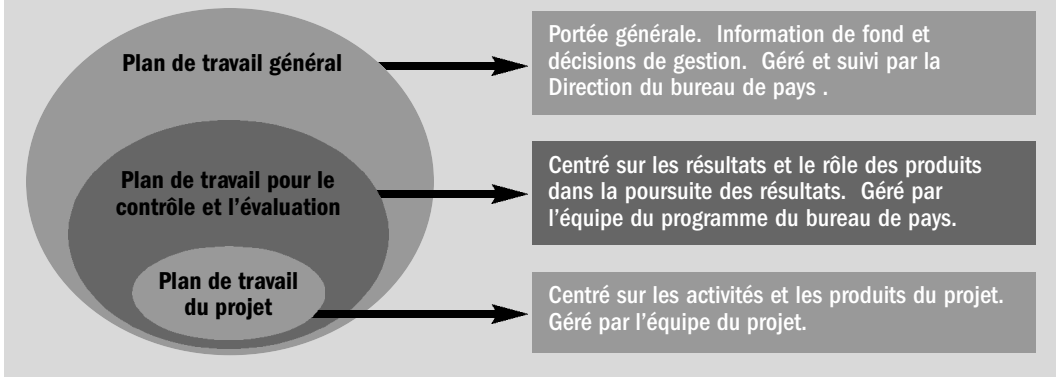 Plan de travail général
Portée générale. Information de fond et
décisions de gestion. Géré et suivi par la
Direction du bureau de pays .
Plan de travail pour le
contrôle et l'évaluation
Centré sur les résultats et le rôle des produits
dans la poursuite des résultats. Géré par
l'équipe du programme du bureau de pays.
Plan de travail
du projet
Centré sur les activités et les produits du projet.
Géré par l'équipe du projet.